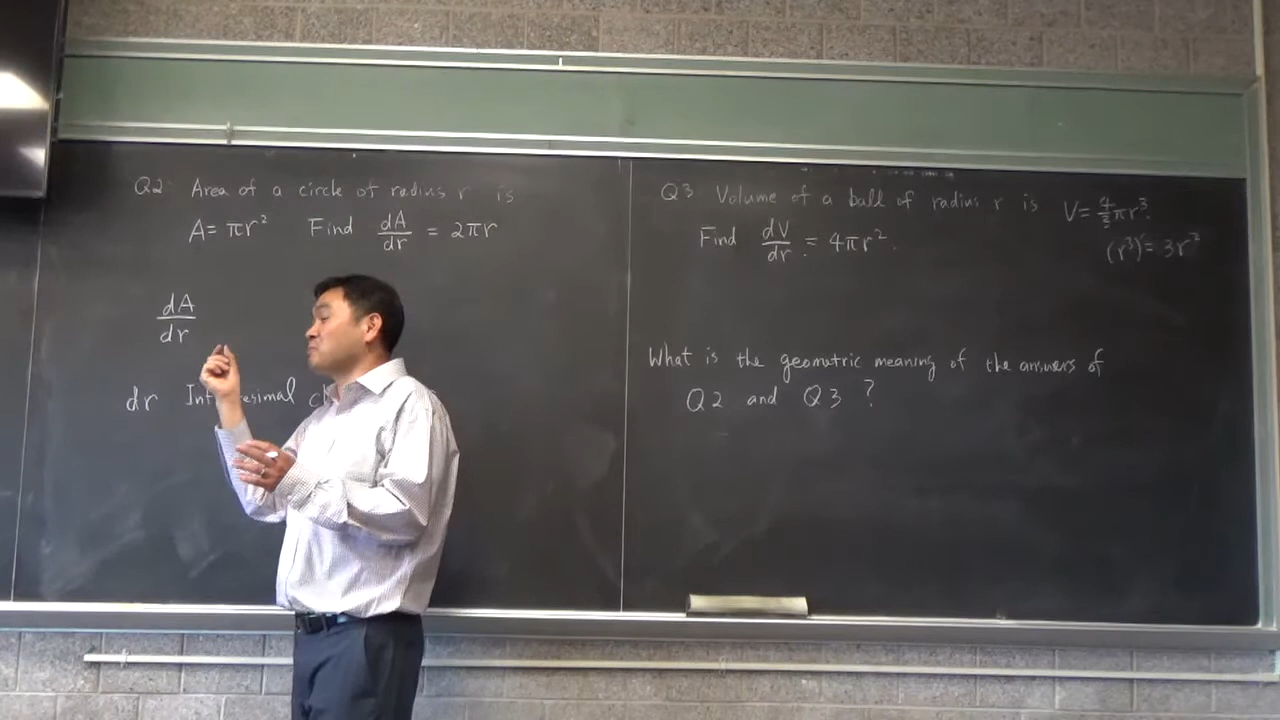 Q2: Area of a circle of radius r is
A = πr² Find dA/dr = 2πr
dA/dr
dr
Q3: Volume of a ball of radius r is V = 4/3 πr³.
Find dV/dr = 4πr².
(r³)' = 3r²
What is the geometric meaning of the answers of
Q2 and Q3 ?